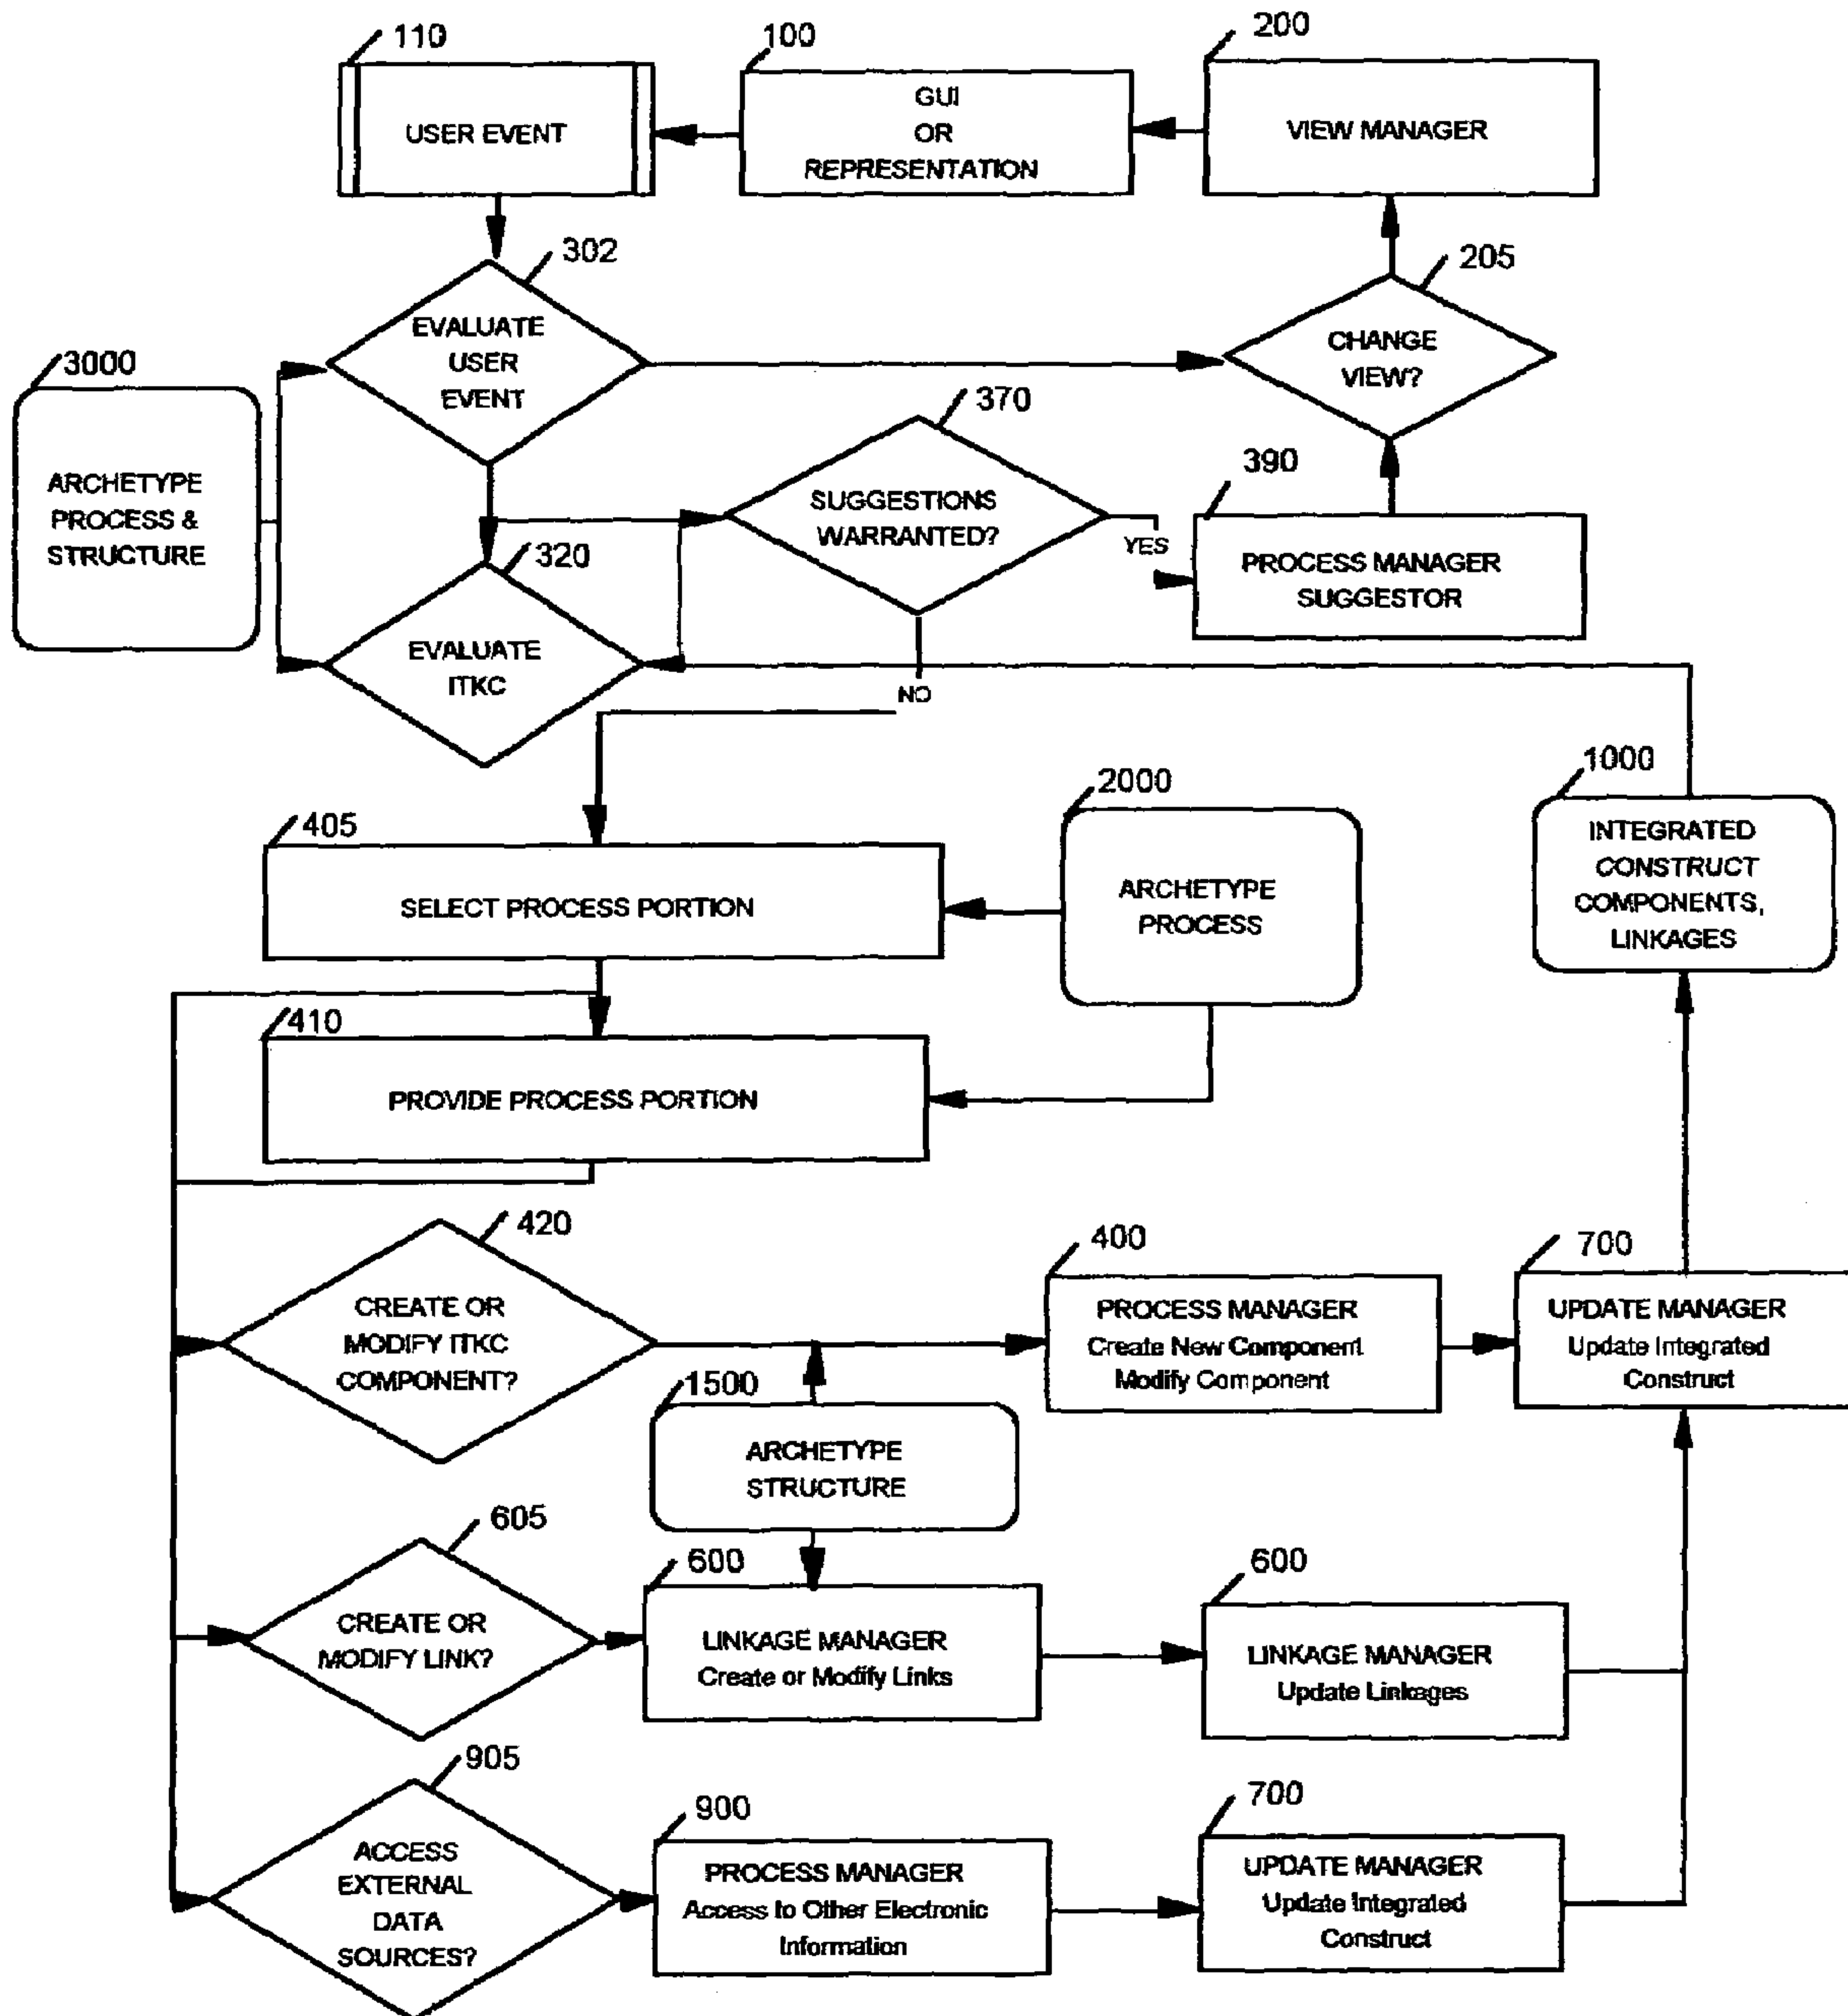 110
USER EVENT
100
GUI
OR
REPRESENTATION
200
VIEW MANAGER
302
EVALUATE
USER
EVENT
205
CHANGE
VIEW?
3000
ARCHETYPE
PROCESS &
STRUCTURE
370
SUGGESTIONS
WARRANTED?
YES
NO
390
PROCESS MANAGER
SUGGESTOR
320
EVALUATE
ITKC
405
SELECT PROCESS PORTION
2000
ARCHETYPE
PROCESS
1000
INTEGRATED
CONSTRUCT
COMPONENTS,
LINKAGES
410
PROVIDE PROCESS PORTION
420
CREATE OR
MODIFY ITKC
COMPONENT?
400
PROCESS MANAGER
Create New Component
Modify Component
700
UPDATE MANAGER
Update Integrated
Construct
1500
ARCHETYPE
STRUCTURE
605
CREATE OR
MODIFY LINK?
600
LINKAGE MANAGER
Create or Modify Links
600
LINKAGE MANAGER
Update Linkages
905
ACCESS
EXTERNAL
DATA
SOURCES?
900
PROCESS MANAGER
Access to Other Electronic
Information
700
UPDATE MANAGER
Update Integrated
Construct